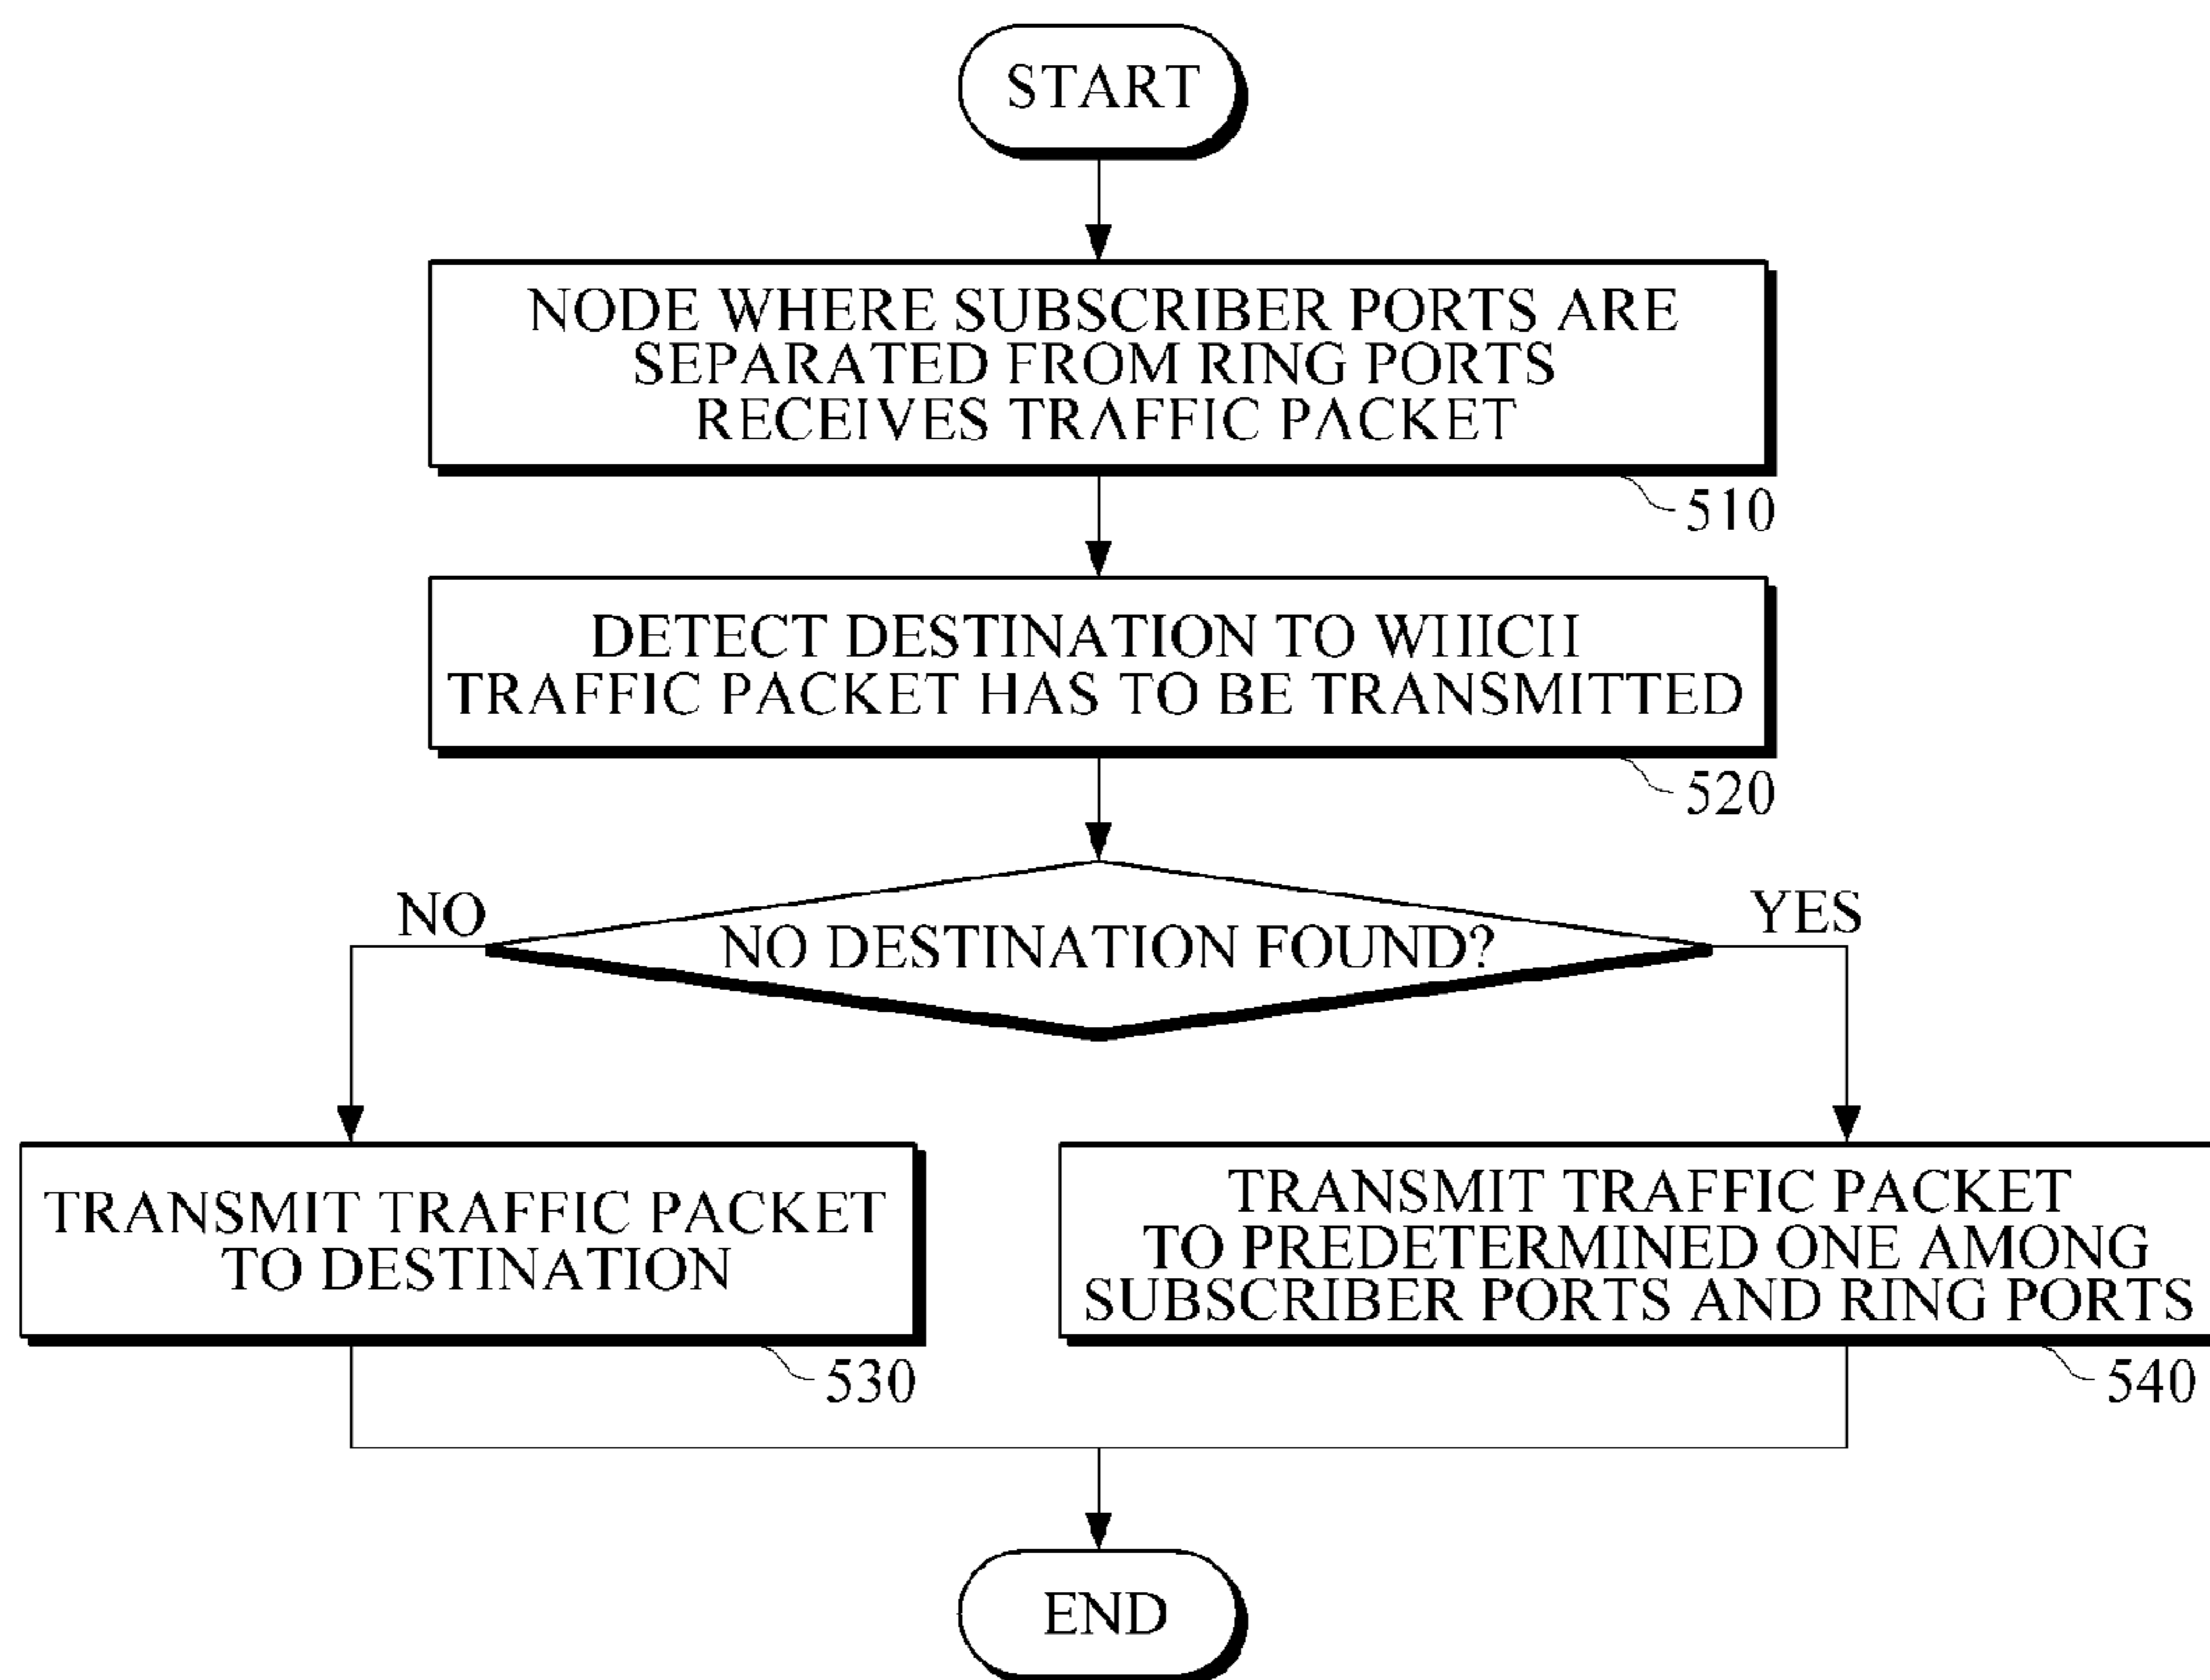 START
NODE WHERE SUBSCRIBER PORTS ARE
SEPARATED FROM RING PORTS
RECEIVES TRAFFIC PACKET
510
DETECT DESTINATION TO WHICH
TRAFFIC PACKET HAS TO BE TRANSMITTED
520
NO
NO DESTINATION FOUND?
YES
TRANSMIT TRAFFIC PACKET
TO DESTINATION
530
TRANSMIT TRAFFIC PACKET
TO PREDETERMINED ONE AMONG
SUBSCRIBER PORTS AND RING PORTS
540
END